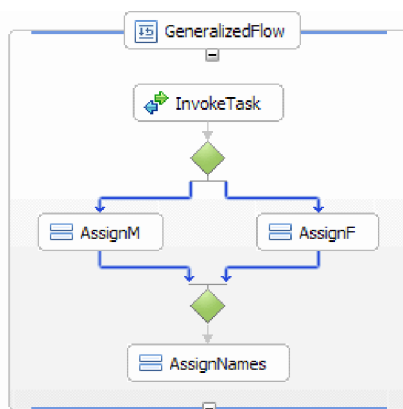 GeneralizedFlow
InvokeTask
AssignM
AssignF
AssignNames